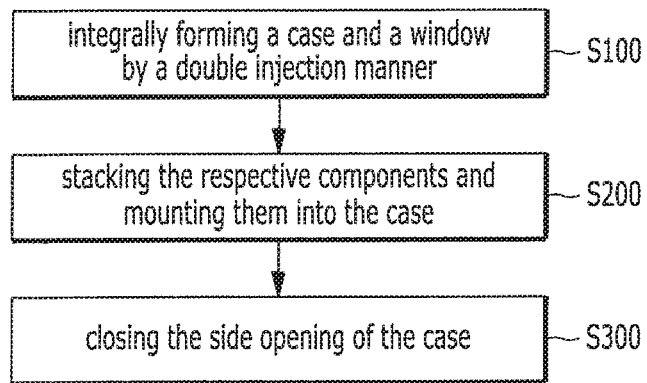 integrally forming a case and a window
by a double injection manner
S100
stacking the respective components and
mounting them into the case
S200
closing the side opening of the case
S300